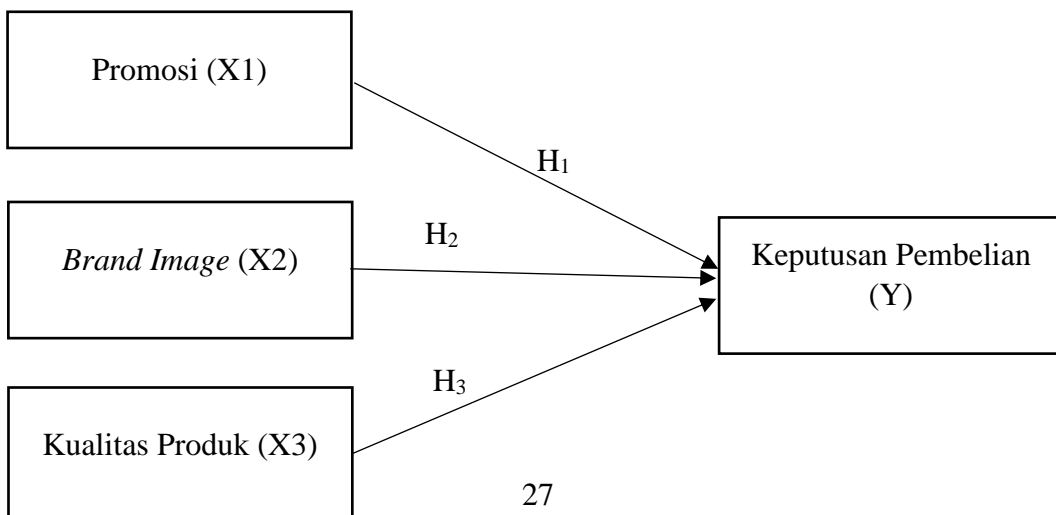 Promosi (X1)
H1
Brand Image (X2)
H2
Keputusan Pembelian
(Y)
H3
Kualitas Produk (X3)
27